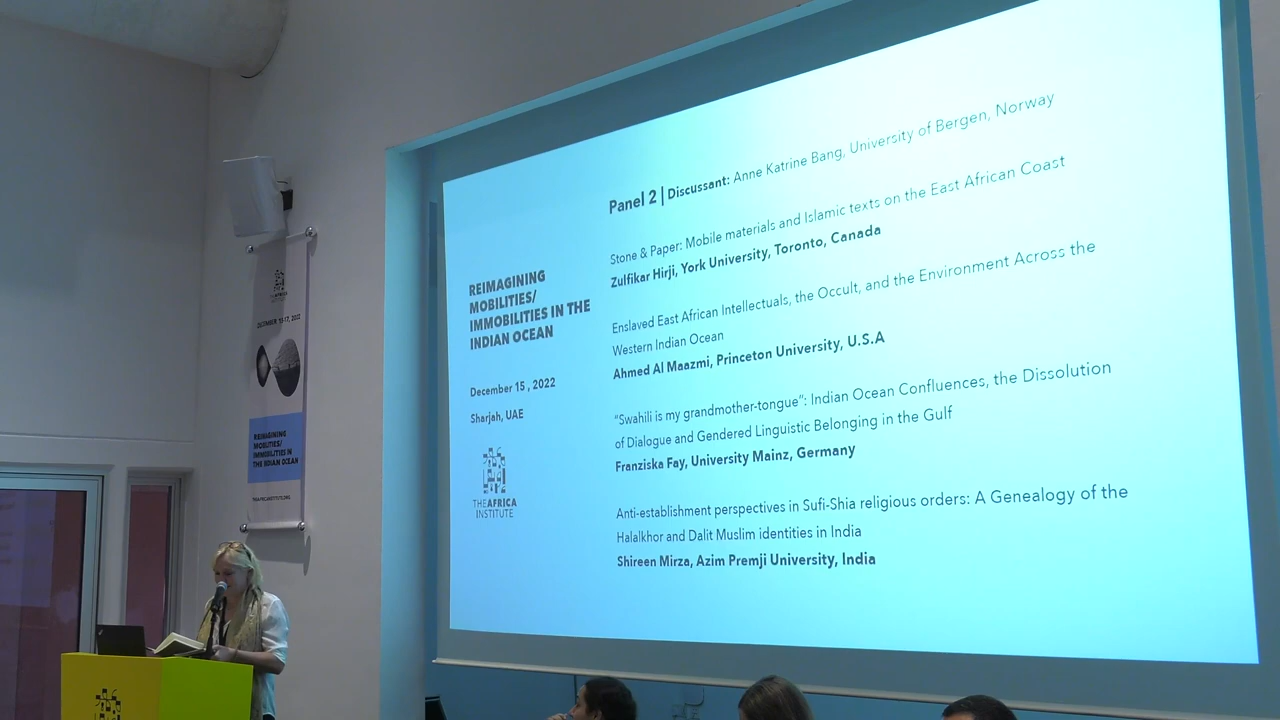 Panel 2 | Discussant: Anne Katrine Bang, University of Bergen, Norway
Stone & Paper: Mobile materials and Islamic texts on the East African Coast
Zulfikar Hirji, York University, Toronto, Canada
Enslaved East African Intellectuals, the Occult, and the Environment Across the
Western Indian Ocean
Ahmed Al Maazmi, Princeton University, U.S.A
“Swahili is my grandmother-tongue”: Indian Ocean Confluences, the Dissolution
of Dialogue and Gendered Linguistic Belonging in the Gulf
Franziska Fay, University Mainz, Germany
Anti-establishment perspectives in Sufi-Shia religious orders: A Genealogy of the
Halalkhor and Dalit Muslim identities in India
Shireen Mirza, Azim Premji University, India
REIMAGINING
MOBILITIES/
IMMOBILITIES IN THE
INDIAN OCEAN
December 15 , 2022
Sharjah, UAE
THE AFRICA
INSTITUTE
REIMAGINING
MOBILITIES/
IMMOBILITIES IN
THE INDIAN OCEAN